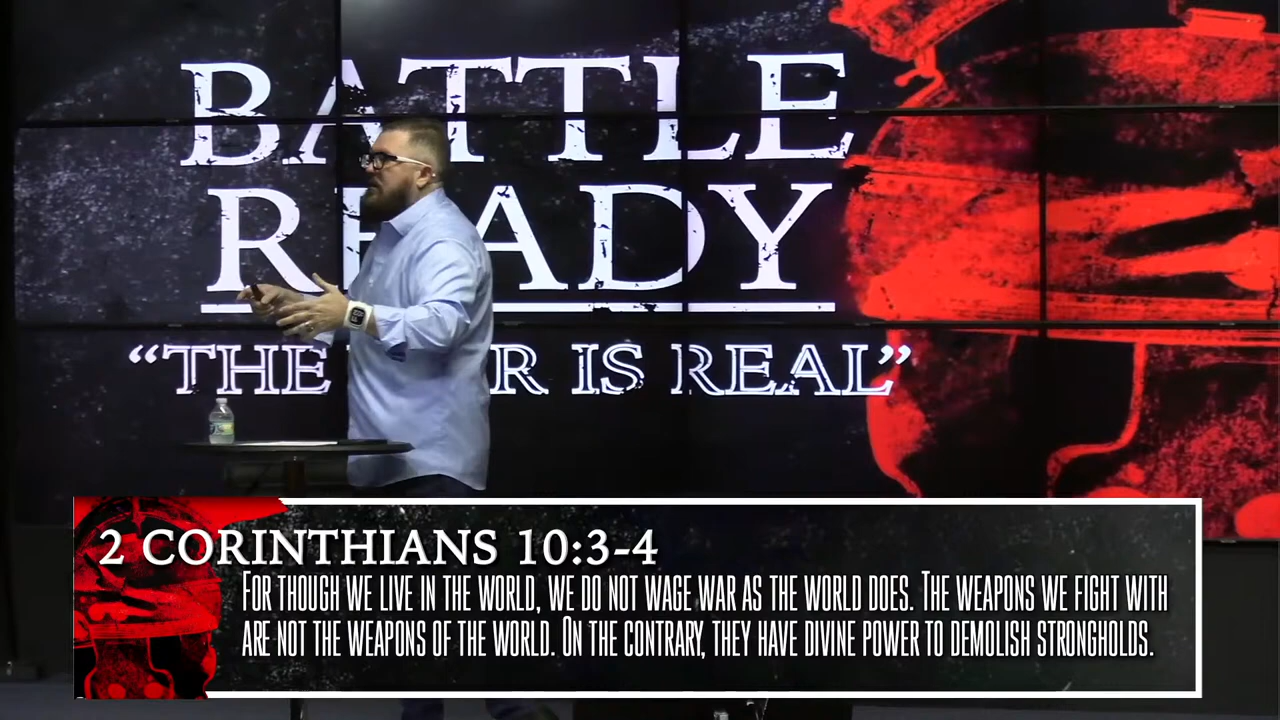 BATTLE
READY
“THE IS REAL”
2 CORINTHIANS 10:3-4
FOR THOUGH WE LIVE IN THE WORLD, WE DO NOT WAGE WAR AS THE WORLD DOES. THE WEAPONS WE FIGHT WITH
ARE NOT THE WEAPONS OF THE WORLD. ON THE CONTRARY, THEY HAVE DIVINE POWER TO DEMOLISH STRONGHOLDS.